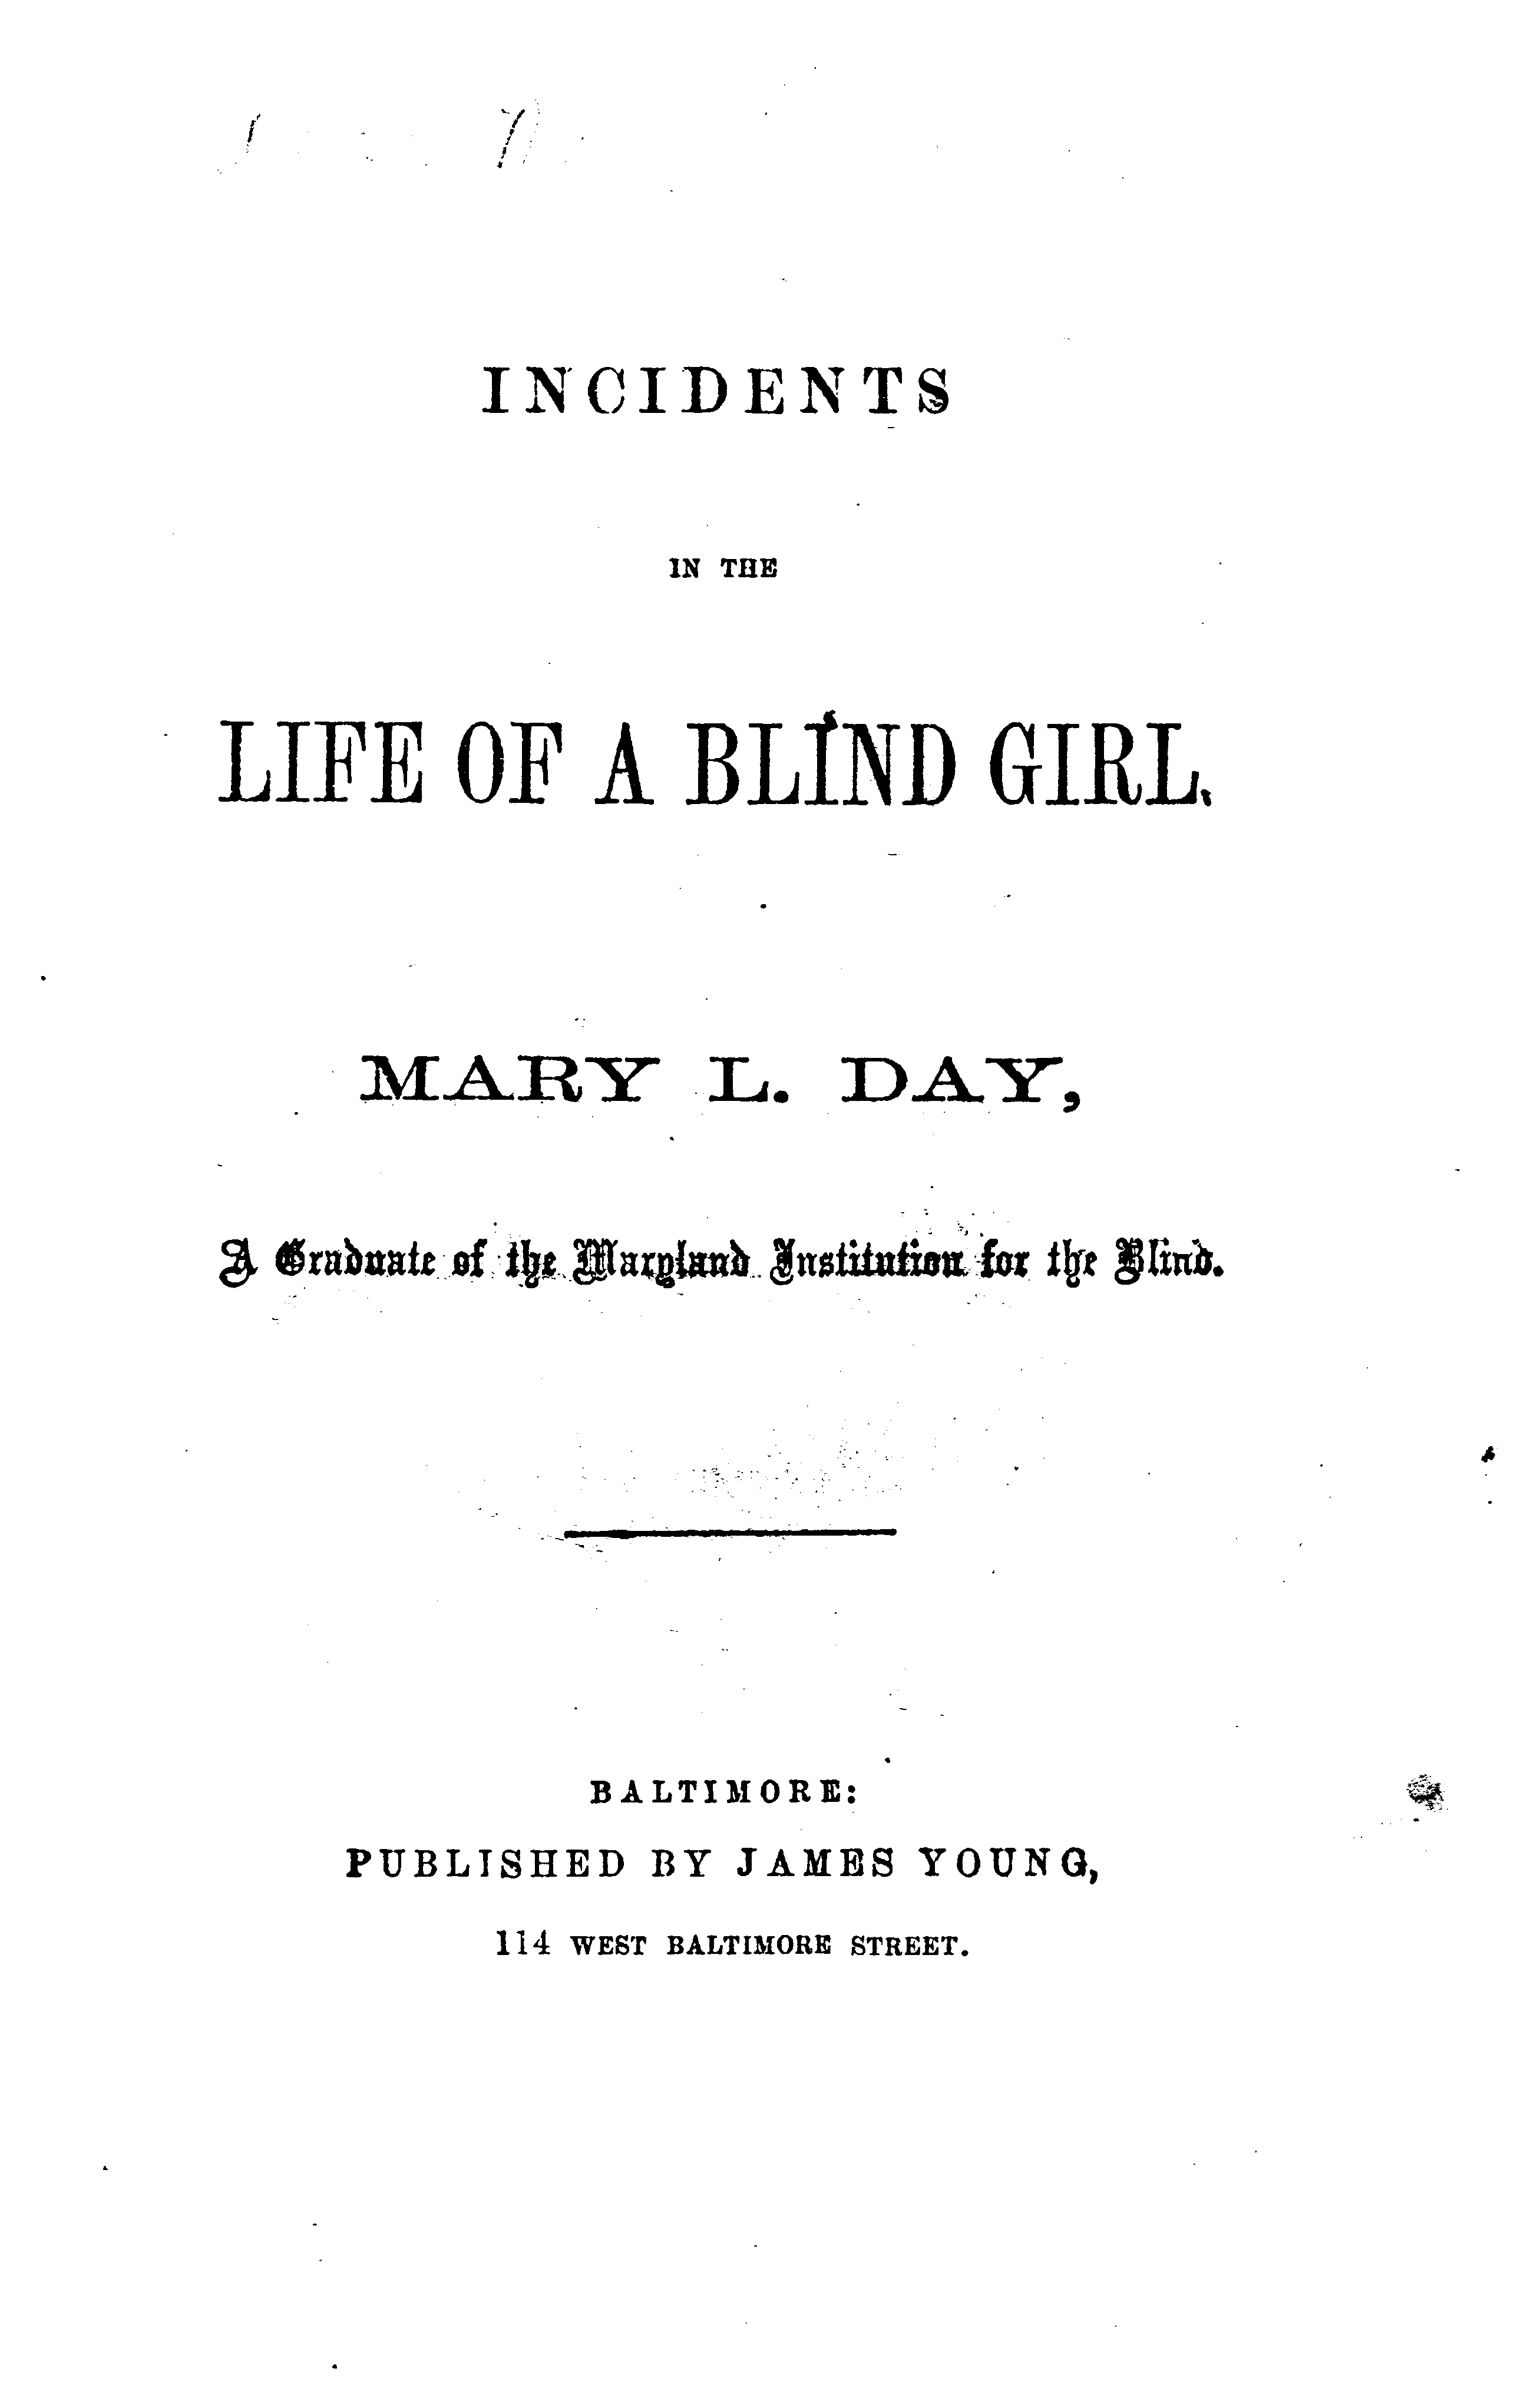 INCIDENTS
IN THE
LIFE OF A BLIND GIRL.
MARY L. DAY,
A Graduate of the Maryland Institution for the Blind.
BALTIMORE:
PUBLISHED BY JAMES YOUNG,
114 WEST BALTIMORE STREET.